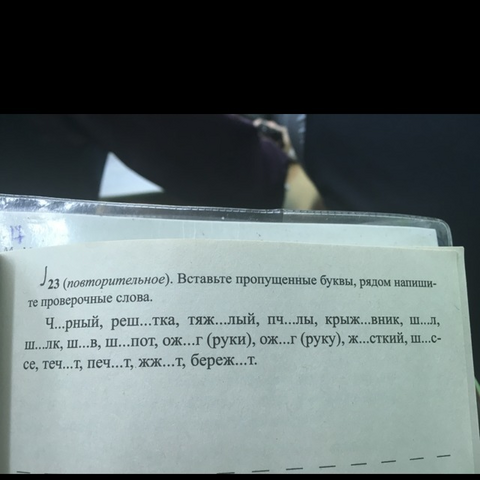 23 (повторительное). Вставьте пропущенные буквы, рядом напиши-
те проверочные слова.
Ч...рный, реш...тка, тяж...лый, пч...лы, крыж...вник, ш...л,
ш...лк, ш...в, ш...пот, ож...г (руки), ож...г (руку), ж...сткий, ш...с-
се, теч...т, печ...т, жж...т, береж...т.